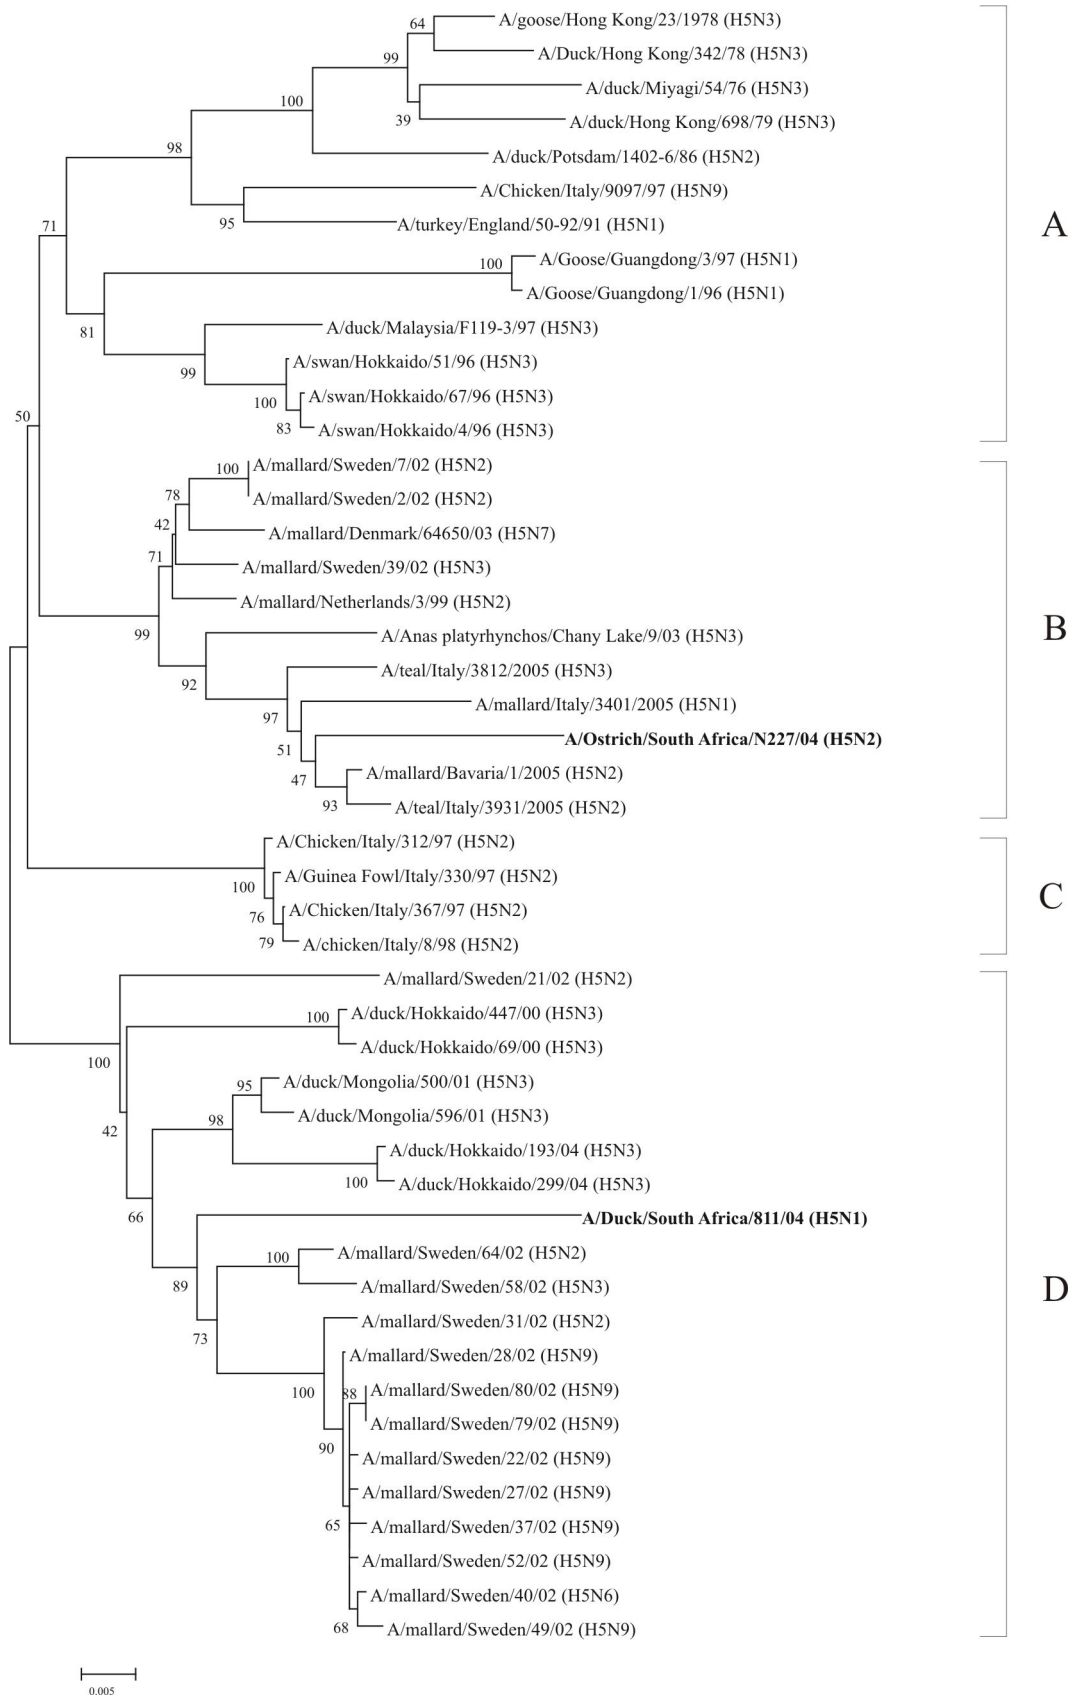 64
A/goose/Hong Kong/23/1978 (H5N3)
99
A/Duck/Hong Kong/342/78 (H5N3)
A/duck/Miyagi/54/76 (H5N3)
100
39
A/duck/Hong Kong/698/79 (H5N3)
98
A/duck/Potsdam/1402-6/86 (H5N2)
A/Chicken/Italy/9097/97 (H5N9)
95
A/turkey/England/50-92/91 (H5N1)
71
A
100
A/Goose/Guangdong/3/97 (H5N1)
A/Goose/Guangdong/1/96 (H5N1)
81
A/duck/Malaysia/F119-3/97 (H5N3)
99
A/swan/Hokkaido/51/96 (H5N3)
100
A/swan/Hokkaido/67/96 (H5N3)
83
A/swan/Hokkaido/4/96 (H5N3)
50
100
A/mallard/Sweden/7/02 (H5N2)
78
A/mallard/Sweden/2/02 (H5N2)
42
A/mallard/Denmark/64650/03 (H5N7)
71
A/mallard/Sweden/39/02 (H5N3)
A/mallard/Netherlands/3/99 (H5N2)
99
A/Anas platyrhynchos/Chany Lake/9/03 (H5N3)
B
92
A/teal/Italy/3812/2005 (H5N3)
97
A/mallard/Italy/3401/2005 (H5N1)
51
A/Ostrich/South Africa/N227/04 (H5N2)
47
A/mallard/Bavaria/1/2005 (H5N2)
93
A/teal/Italy/3931/2005 (H5N2)
A/Chicken/Italy/312/97 (H5N2)
100
A/Guinea Fowl/Italy/330/97 (H5N2)
C
76
A/Chicken/Italy/367/97 (H5N2)
79
A/chicken/Italy/8/98 (H5N2)
A/mallard/Sweden/21/02 (H5N2)
100
100
A/duck/Hokkaido/447/00 (H5N3)
A/duck/Hokkaido/69/00 (H5N3)
95
A/duck/Mongolia/500/01 (H5N3)
42
98
A/duck/Mongolia/596/01 (H5N3)
A/duck/Hokkaido/193/04 (H5N3)
100
A/duck/Hokkaido/299/04 (H5N3)
66
A/Duck/South Africa/811/04 (H5N1)
100
A/mallard/Sweden/64/02 (H5N2)
89
A/mallard/Sweden/58/02 (H5N3)
D
73
A/mallard/Sweden/31/02 (H5N2)
A/mallard/Sweden/28/02 (H5N9)
100
88
A/mallard/Sweden/80/02 (H5N9)
A/mallard/Sweden/79/02 (H5N9)
90
A/mallard/Sweden/22/02 (H5N9)
A/mallard/Sweden/27/02 (H5N9)
65
A/mallard/Sweden/37/02 (H5N9)
A/mallard/Sweden/52/02 (H5N9)
A/mallard/Sweden/40/02 (H5N6)
68
A/mallard/Sweden/49/02 (H5N9)
0.005